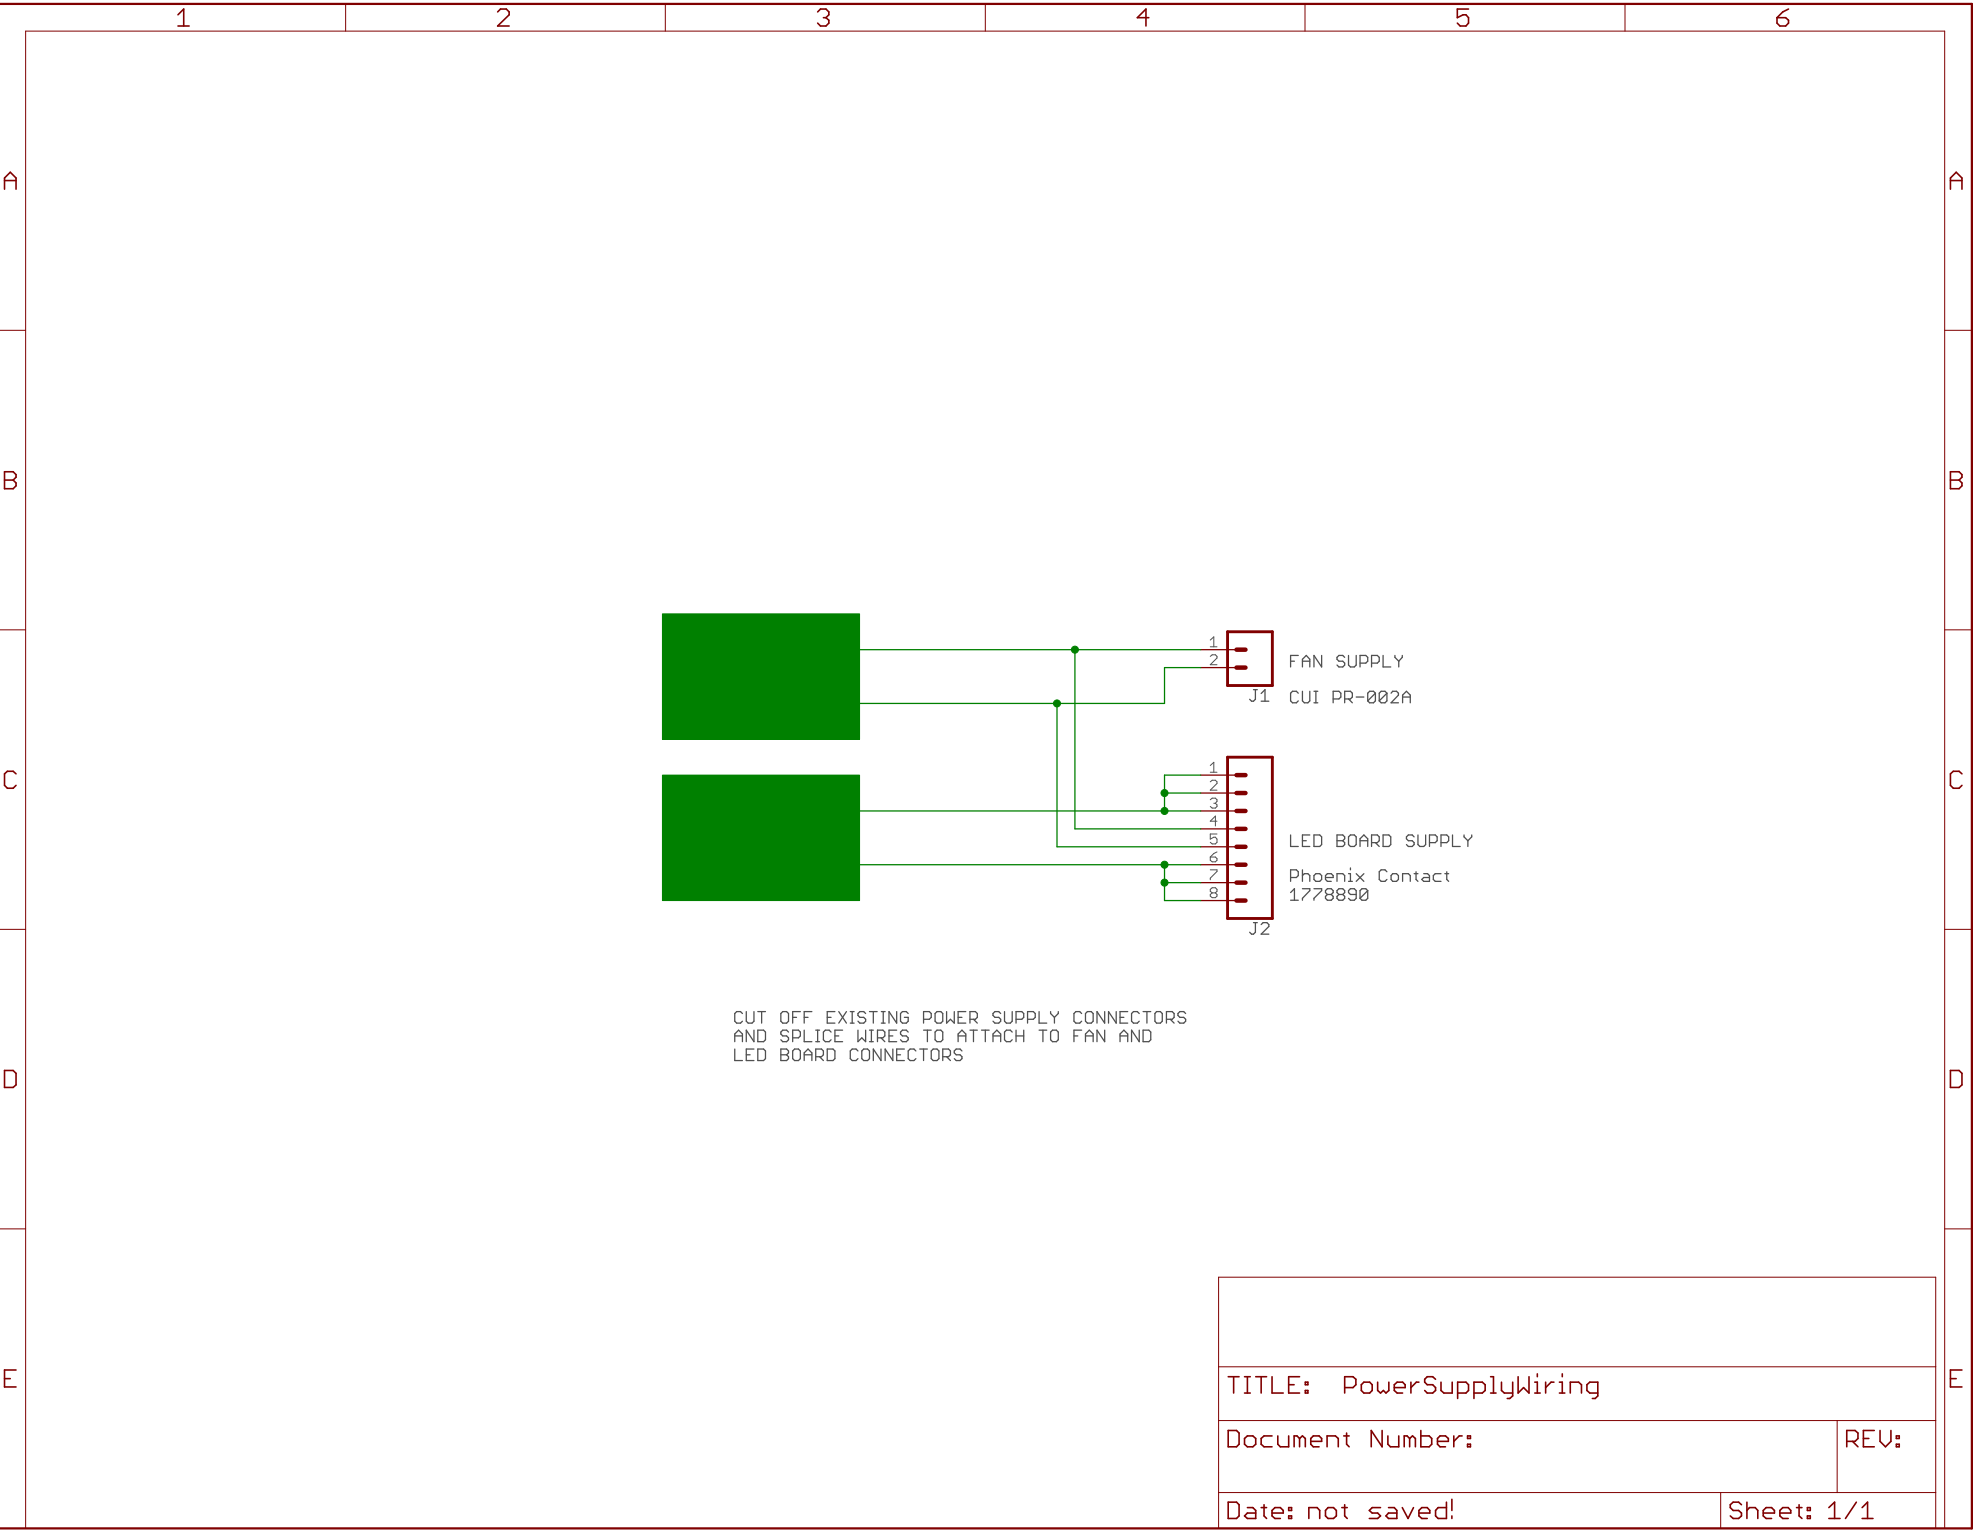 1 2 3 4 5 6
A A
B B
1
2
FAN SUPPLY
J1 CUI PR-002A
C C
1
2
3
4
5
6
7
8
LED BOARD SUPPLY
Phoenix Contact
1778890
J2
CUT OFF EXISTING POWER SUPPLY CONNECTORS
AND SPLICE WIRES TO ATTACH TO FAN AND
LED BOARD CONNECTORS
D D
E E
TITLE: PowerSupplyWiring
Document Number:
REV:
Date: not saved!
Sheet: 1/1